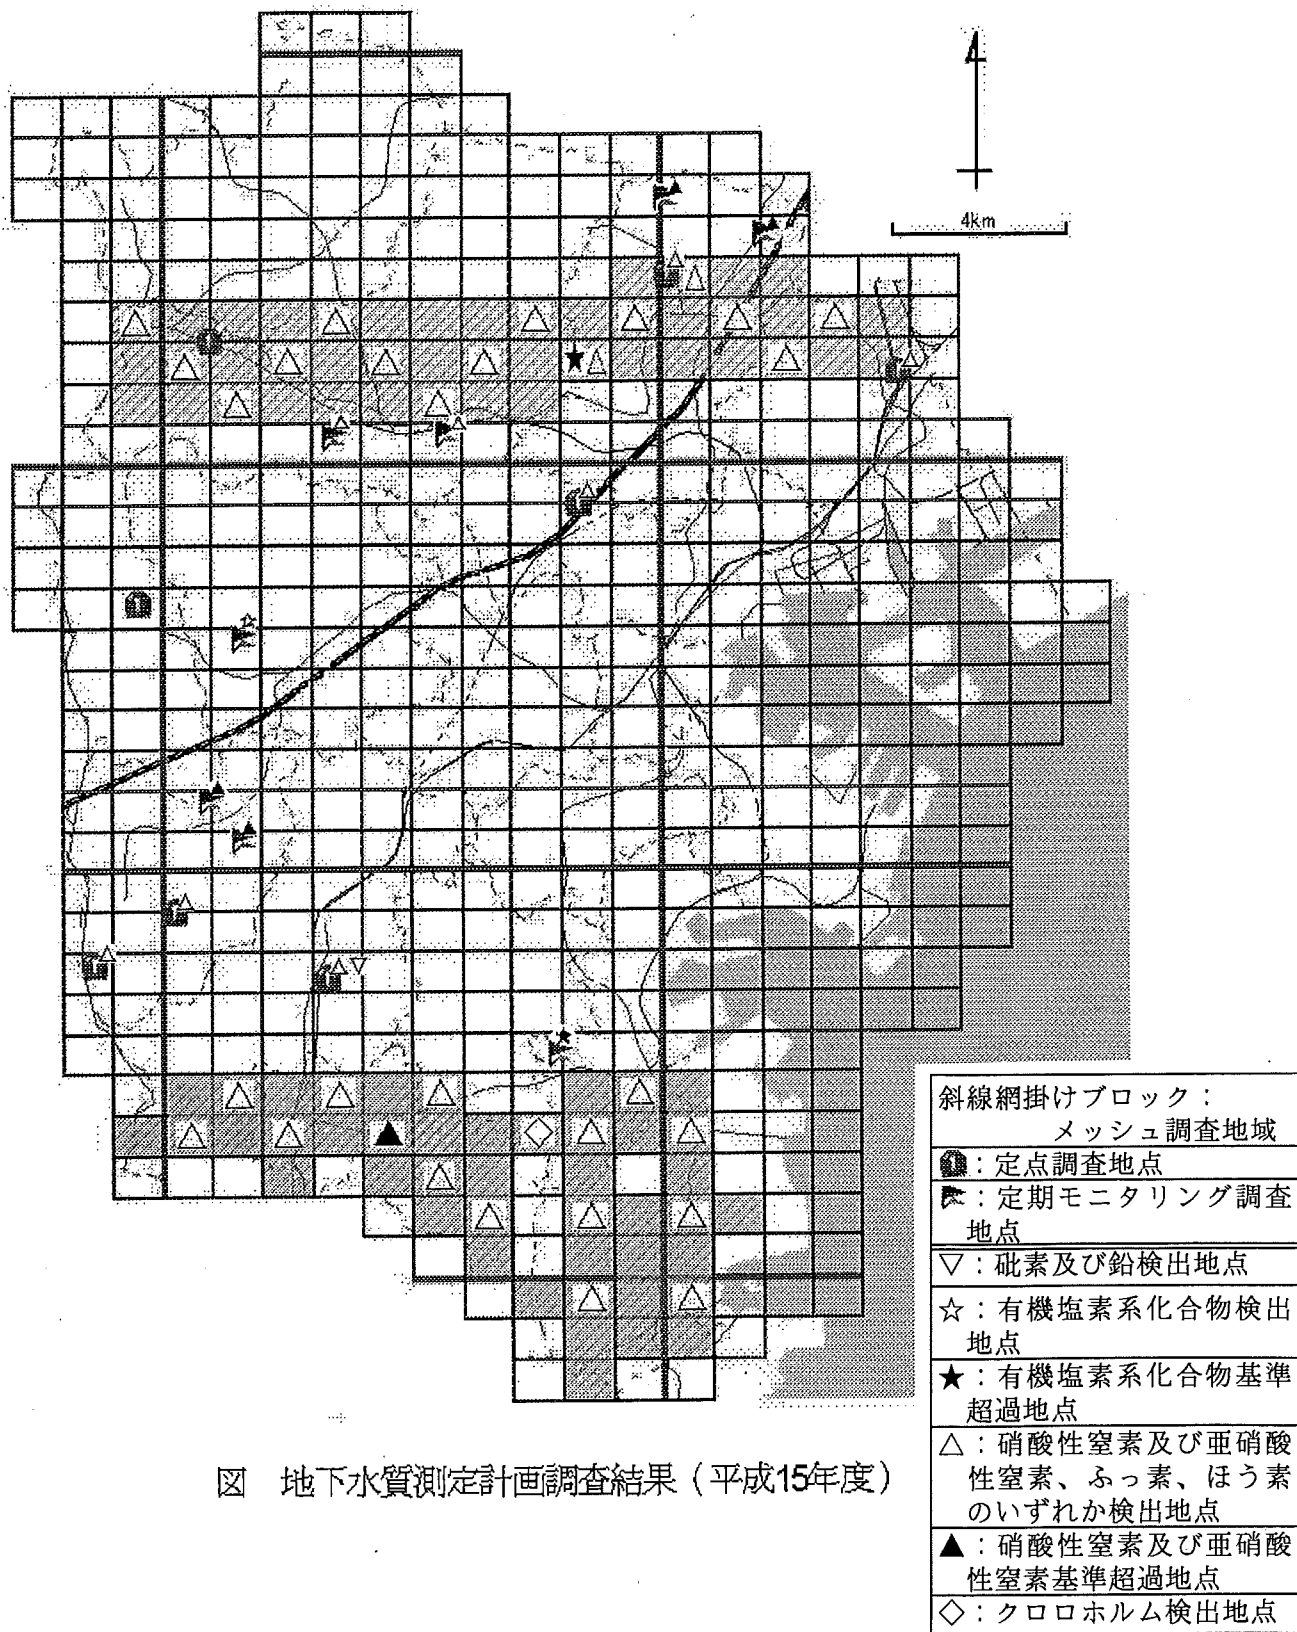 4km
斜線網掛けブロック：
メッシュ調査地域
：定点調査地点
：定期モニタリング調査
地点
▽：砒素及び鉛検出地点
☆：有機塩素系化合物検出
地点
★：有機塩素系化合物基準
超過地点
△：硝酸性窒素及び亜硝酸
性窒素、ふっ素、ほう素
のいずれか検出地点
▲：硝酸性窒素及び亜硝酸
性窒素基準超過地点
◇：クロロホルム検出地点
図　地下水質測定計画調査結果（平成15年度）